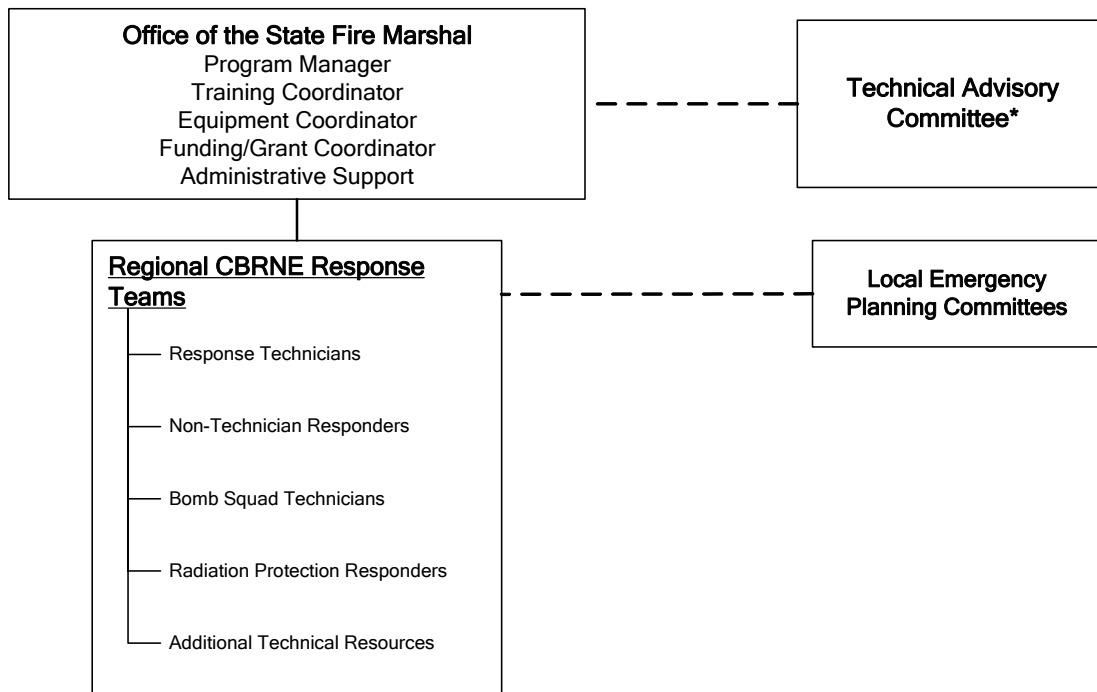 Office of the State Fire Marshal
Program Manager
Training Coordinator
Equipment Coordinator
Funding/Grant Coordinator
Administrative Support
Technical Advisory
Committee*
Regional CBRNE Response
Teams
Response Technicians
Non-Technician Responders
Bomb Squad Technicians
Radiation Protection Responders
Additional Technical Resources
Local Emergency
Planning Committees